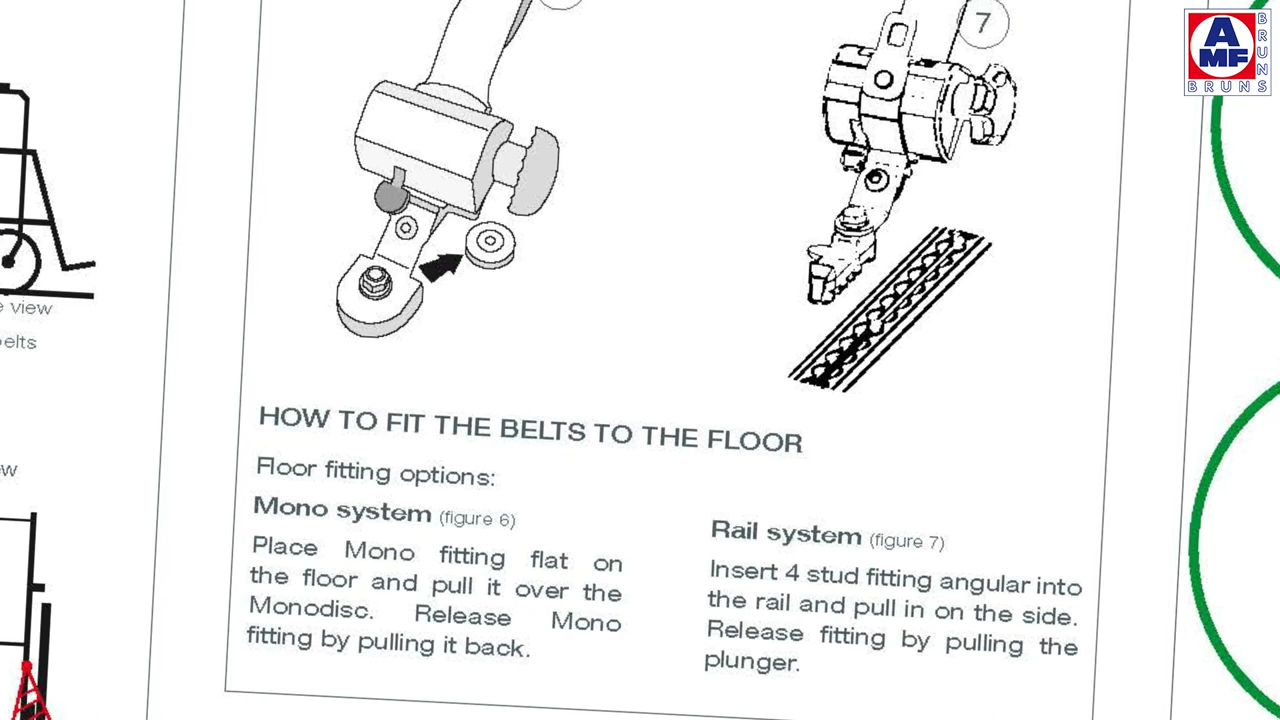 7
AMF
BRUNS
BRUNS
view
HOW TO FIT THE BELTS TO THE FLOOR
Floor fitting options:
Mono system (figure 6)
Place Mono fitting flat on
the floor and pull it over the
Monodisc. Release Mono
fitting by pulling it back.
Rail system (figure 7)
Insert 4 stud fitting angular into
the rail and pull in on the side.
Release fitting by pulling the
plunger.